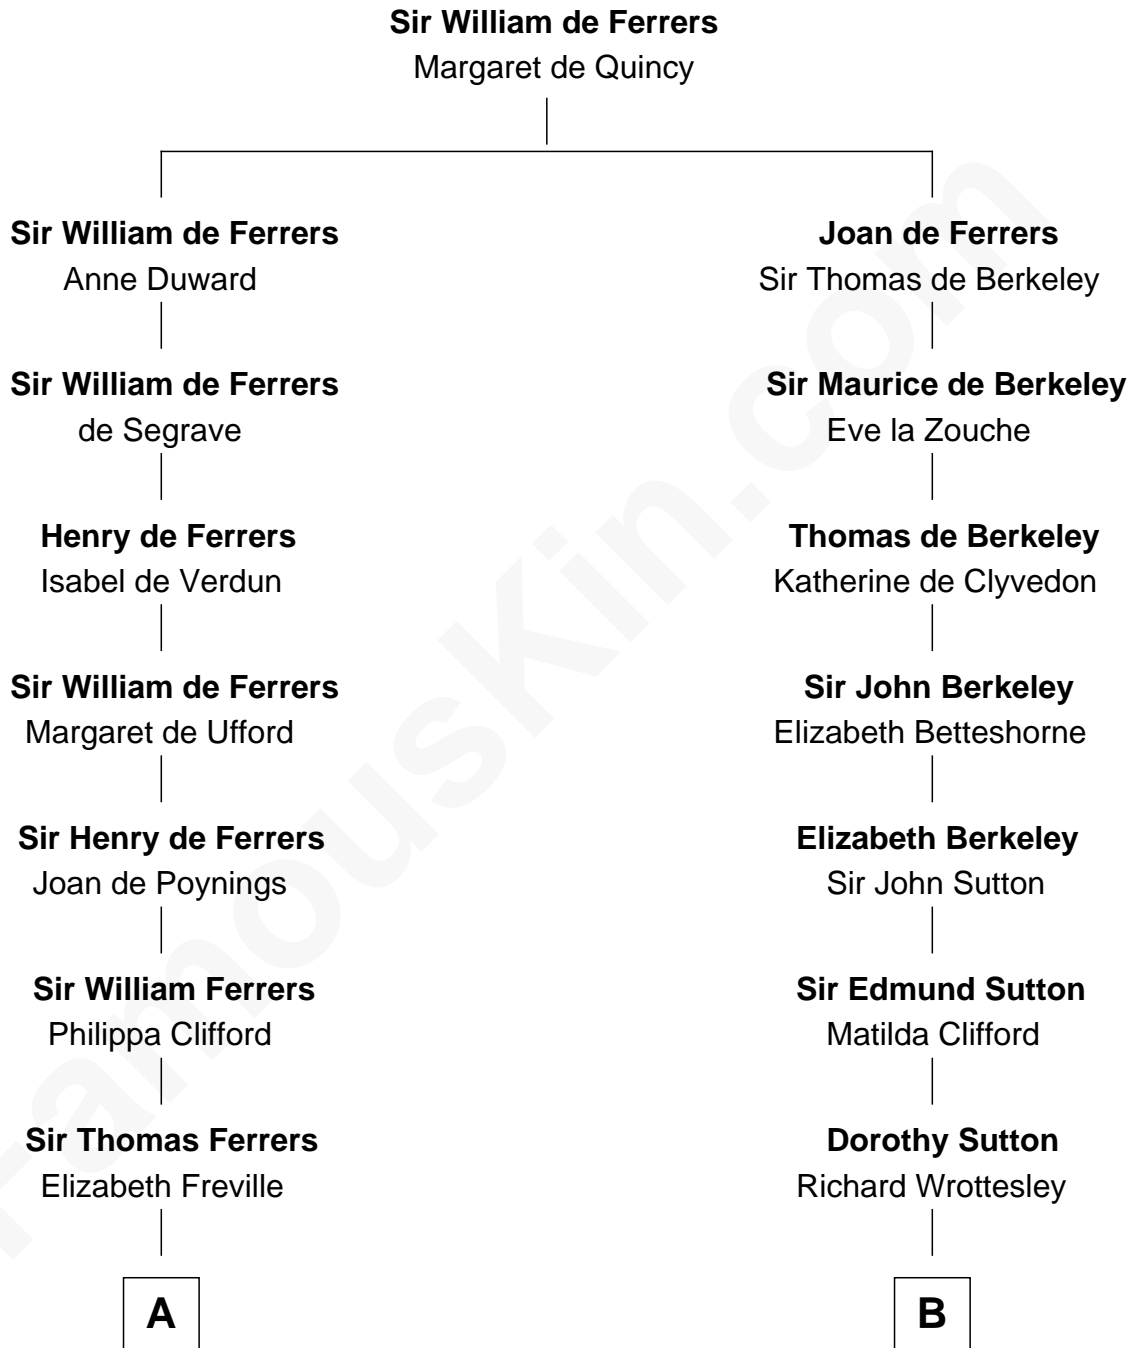 Sir William de Ferrers
Margaret de Quincy
Sir William de Ferrers
Anne Duward
Joan de Ferrers
Sir Thomas de Berkeley
Sir William de Ferrers
de Segrave
Sir Maurice de Berkeley
Eve la Zouche
Henry de Ferrers
Isabel de Verdun
Thomas de Berkeley
Katherine de Clyvedon
Sir William de Ferrers
Margaret de Ufford
Sir John Berkeley
Elizabeth Betteshorne
Sir Henry de Ferrers
Joan de Poynings
Elizabeth Berkeley
Sir John Sutton
Sir William Ferrers
Philippa Clifford
Sir Edmund Sutton
Matilda Clifford
Sir Thomas Ferrers
Elizabeth Freville
Dorothy Sutton
Richard Wrottesley
A
B
FamousKin.com